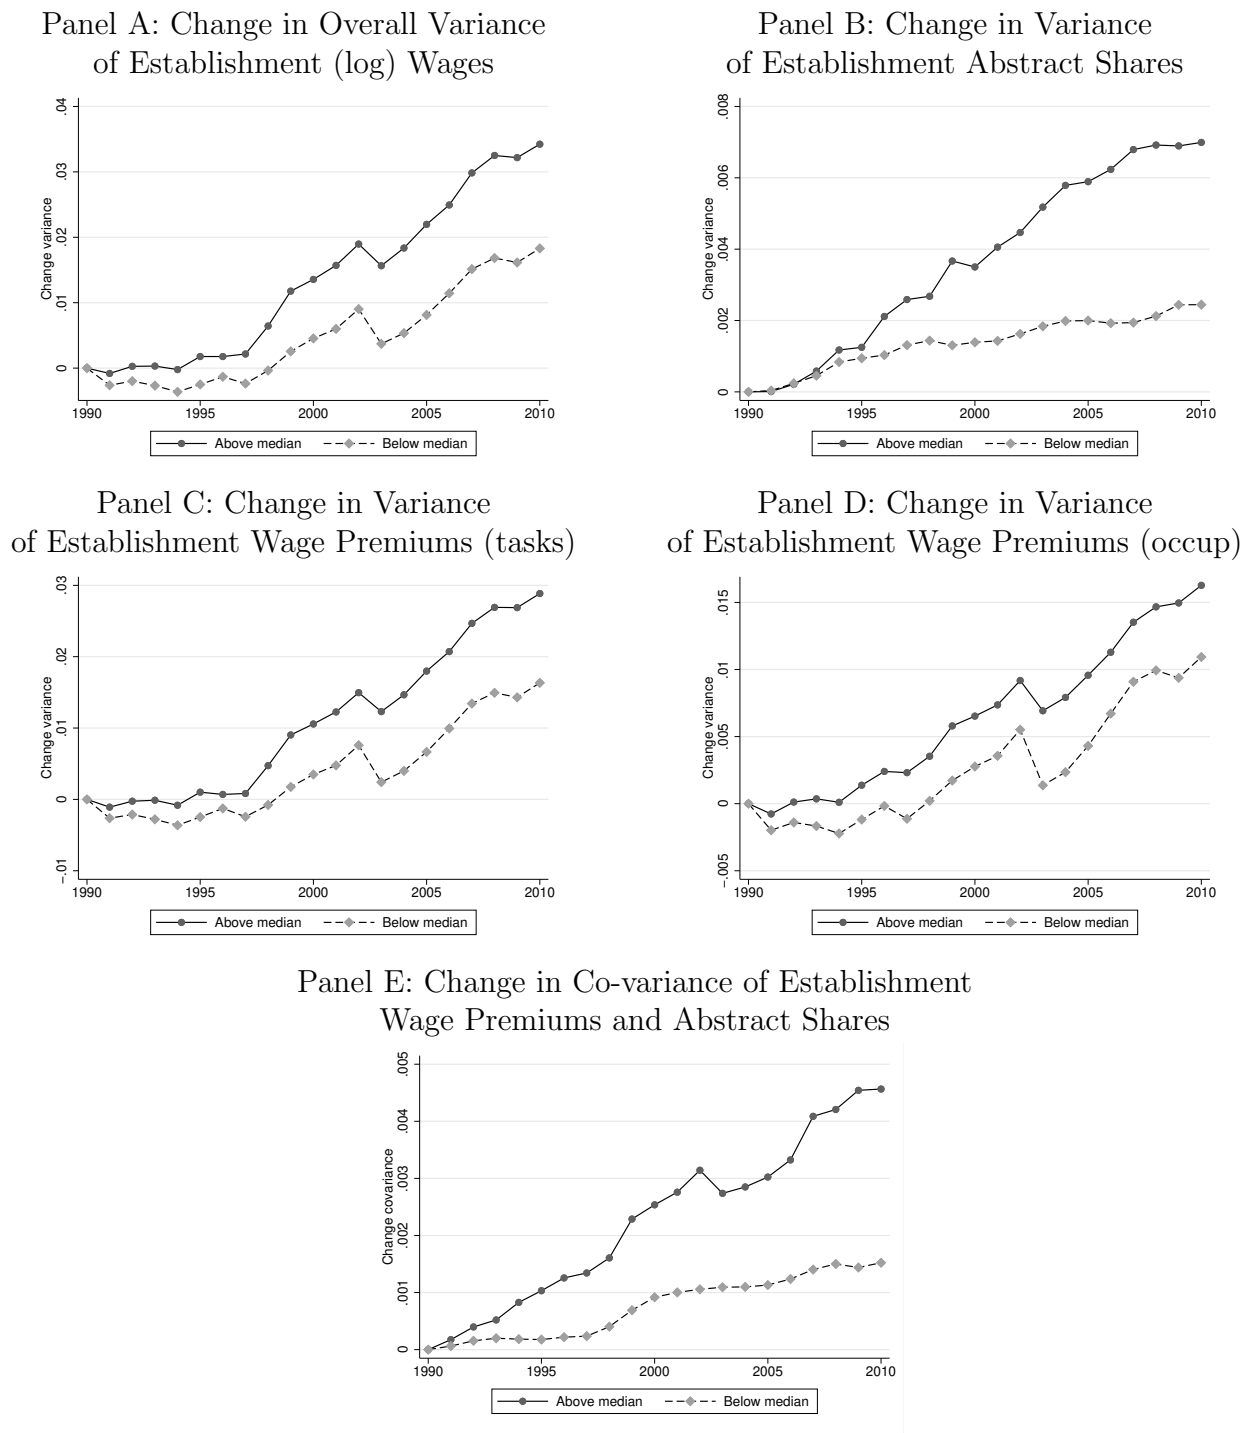 Panel A: Change in Overall Variance
of Establishment (log) Wages
Change variance
.04
.03
.02
.01
0
1990 1995 2000 2005 2010
Above median Below median
Panel B: Change in Variance
of Establishment Abstract Shares
Change variance
.008
.006
.004
.002
0
1990 1995 2000 2005 2010
Above median Below median
Panel C: Change in Variance
of Establishment Wage Premiums (tasks)
Change variance
.03
.02
.01
0
-.01
1990 1995 2000 2005 2010
Above median Below median
Panel D: Change in Variance
of Establishment Wage Premiums (occup)
Change variance
.015
.01
.005
0
-.005
1990 1995 2000 2005 2010
Above median Below median
Panel E: Change in Co-variance of Establishment
Wage Premiums and Abstract Shares
Change covariance
.005
.004
.003
.002
.001
0
1990 1995 2000 2005 2010
Above median Below median